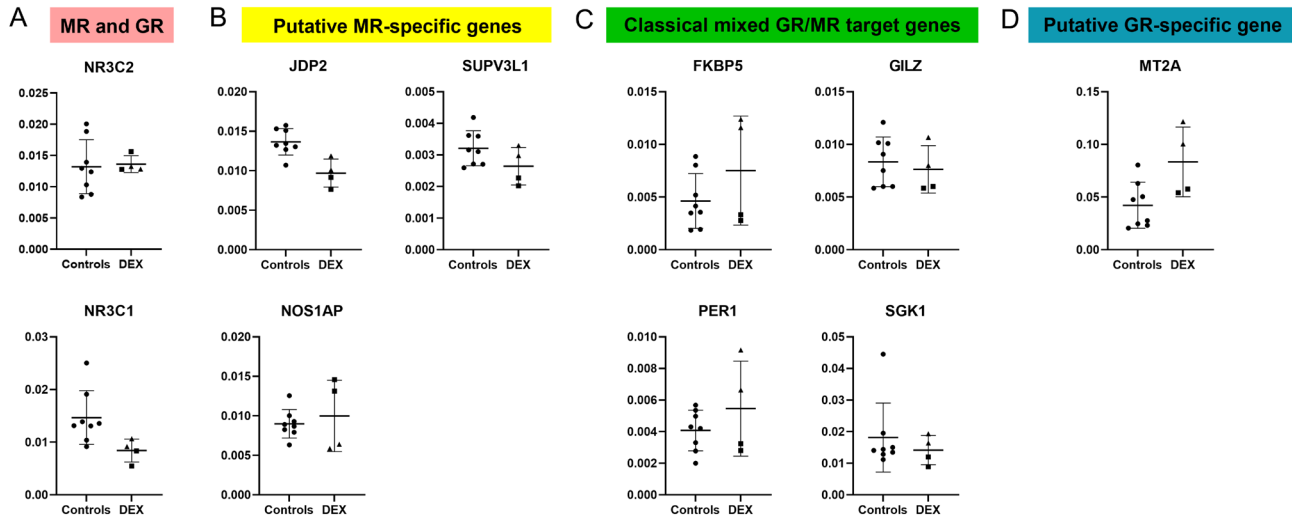 A
MR and GR
B
Putative MR-specific genes
C
Classical mixed GR/MR target genes
D
Putative GR-specific gene
NR3C2
0.025
0.020
0.015
0.010
0.005
0.000
Controls DEX
JDP2
0.020
0.015
0.010
0.005
0.000
Controls DEX
SUPV3L1
0.005
0.004
0.003
0.002
0.001
0.000
Controls DEX
FKBP5
0.015
0.010
0.005
0.000
Controls DEX
GILZ
0.015
0.010
0.005
0.000
Controls DEX
MT2A
0.15
0.10
0.50
0.00
Controls DEX
NR3C1
0.03
0.02
0.01
0.00
Controls DEX
NOS1AP
0.020
0.015
0.010
0.005
0.000
Controls DEX
PER1
0.010
0.008
0.006
0.004
0.002
0.000
Controls DEX
SGK1
0.05
0.04
0.03
0.02
0.01
0.00
Controls DEX